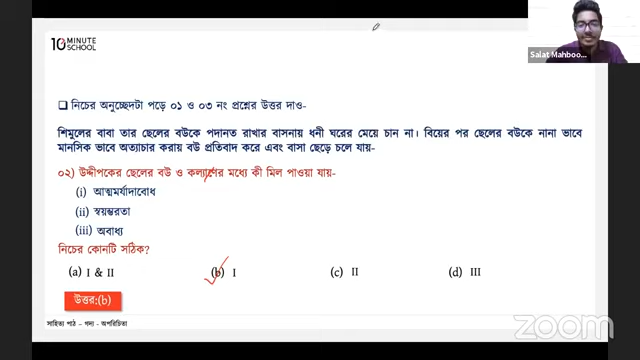 10 MINUTE SCHOOL
Salat Mahboo...
❑ নিচের অনুচ্ছেদটা পড়ে ০১ ও ০৩ নং প্রশ্নের উত্তর দাও-
শিমুলের বাবা তার ছেলের বউকে পদানত রাখার বাসনায় ধনী ঘরের মেয়ে চান না। বিয়ের পর ছেলের বউকে নানা ভাবে
মানসিক ভাবে অত্যাচার করায় বউ প্রতিবাদ করে এবং বাসা ছেড়ে চলে যায়-
০২) উদ্দীপকের ছেলের বউ ও কল্যাণের মধ্যে কী মিল পাওয়া যায়-
(i) আত্মমর্যাদাবোধ
(ii) স্বয়ম্ভরতা
(iii) অবাধ্য
নিচের কোনটি সঠিক?
(a) I & II (b) I (c) II (d) III
উত্তর:(b)
সাহিত্য পাঠ - গদ্য - অপরিচিতা
zoom